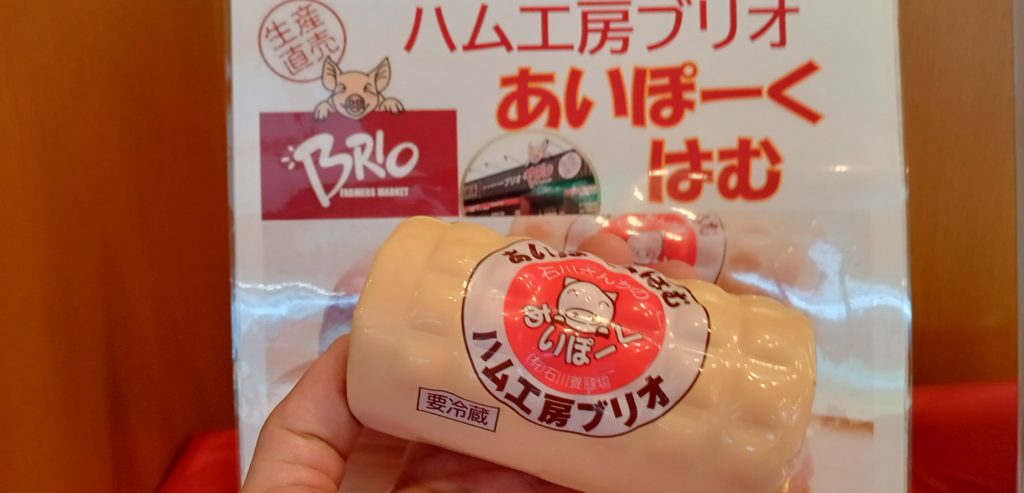 生産
直売
ハム工房ブリオ
あいぽーく
はむ
BRIO
FARMERS MARKET
石川さんちの
あいぽーく
(有)石川養豚場
ハム工房ブリオ
要冷蔵